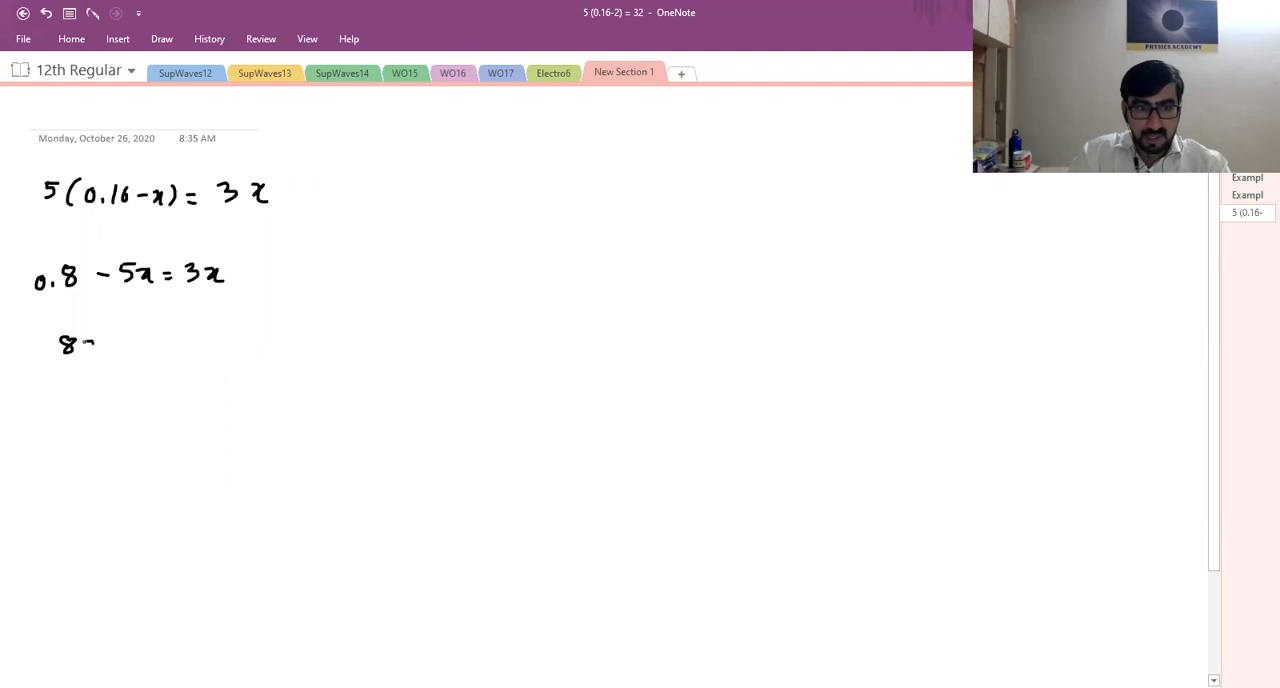 5 (0.16-2) = 32 - OneNote
File Home Insert Draw History Review View Help
12th Regular SupWaves12 SupWaves13 SupWaves14 WO15 WO16 WO17 Electro6 New Section 1
PHYSICS ACADEMY
Monday, October 26, 2020 8:35 AM
Exampl
Exampl
5 (0.16-
5(0.16-x) = 3 x
0.8 - 5x = 3x
8-